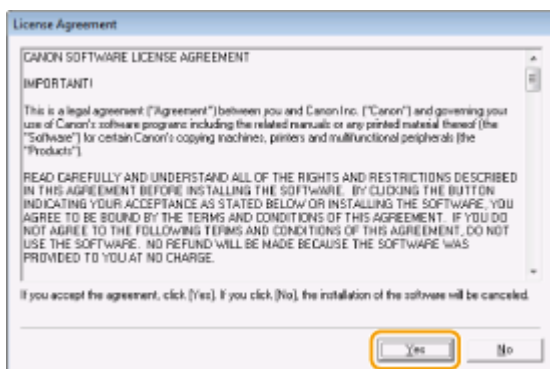 License Agreement
CANON SOFTWARE LICENSE AGREEMENT
IMPORTANT!
This is a legal agreement ("Agreement") between you and Canon Inc. ("Canon") and governing your
use of Canon's software programs including the related manuals or any printed material thereof (the
"Software") for certain Canon's copying machines, printers and multifunctional peripherals (the
"Products").
READ CAREFULLY AND UNDERSTAND ALL OF THE RIGHTS AND RESTRICTIONS DESCRIBED
IN THIS AGREEMENT BEFORE INSTALLING THE SOFTWARE. BY CLICKING THE BUTTON
INDICATING YOUR ACCEPTANCE AS STATED BELOW OR INSTALLING THE SOFTWARE, YOU
AGREE TO BE BOUND BY THE TERMS AND CONDITIONS OF THIS AGREEMENT. IF YOU DO
NOT AGREE TO THE FOLLOWING TERMS AND CONDITIONS OF THIS AGREEMENT, DO NOT
USE THE SOFTWARE. NO REFUND WILL BE MADE BECAUSE THE SOFTWARE WAS
PROVIDED TO YOU AT NO CHARGE.
If you accept the agreement, click [Yes]. If you click [No], the installation of the software will be canceled.
Yes No